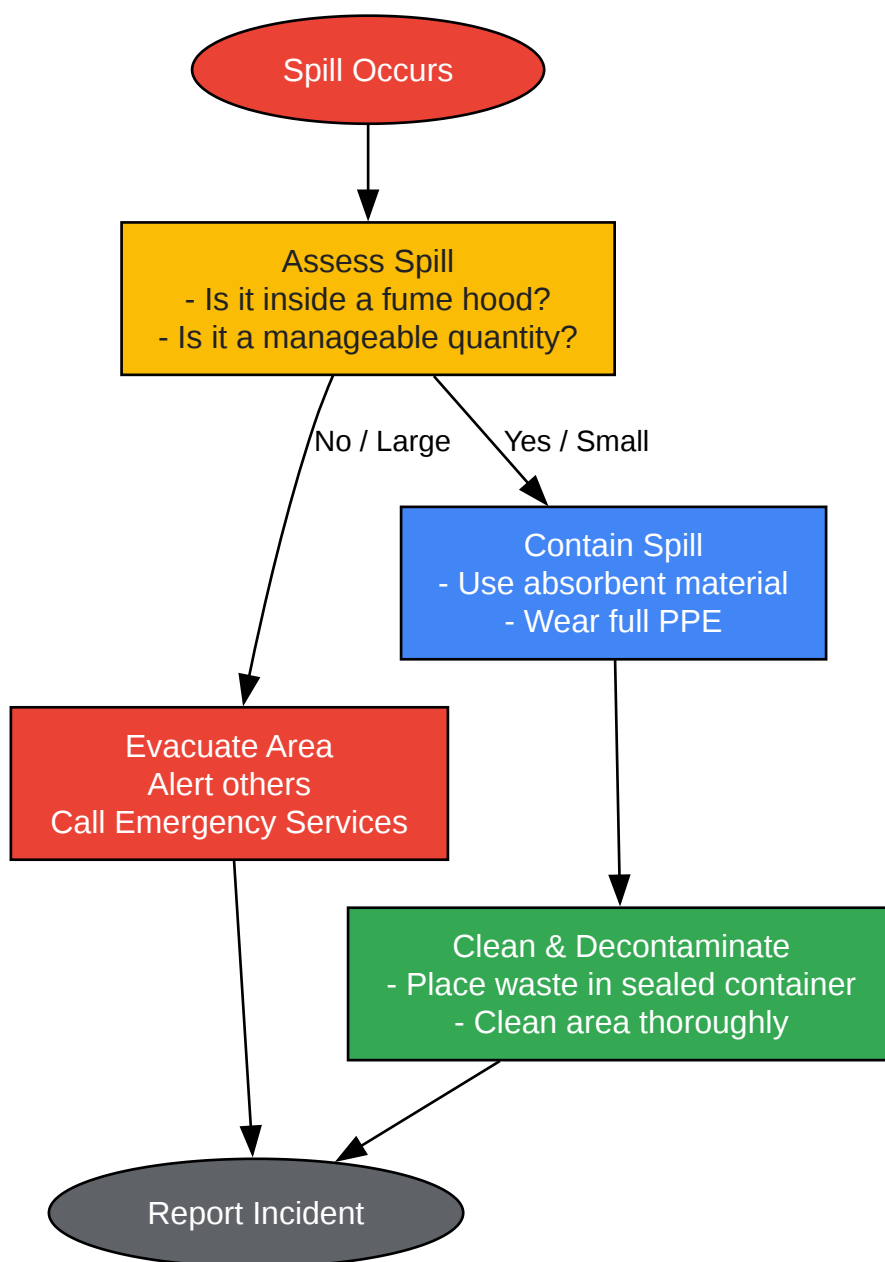 Spill Occurs
Assess Spill
- Is it inside a fume hood?
- Is it a manageable quantity?
No / Large
Yes / Small
Contain Spill
- Use absorbent material
- Wear full PPE
Evacuate Area
Alert others
Call Emergency Services
Clean & Decontaminate
- Place waste in sealed container
- Clean area thoroughly
Report Incident